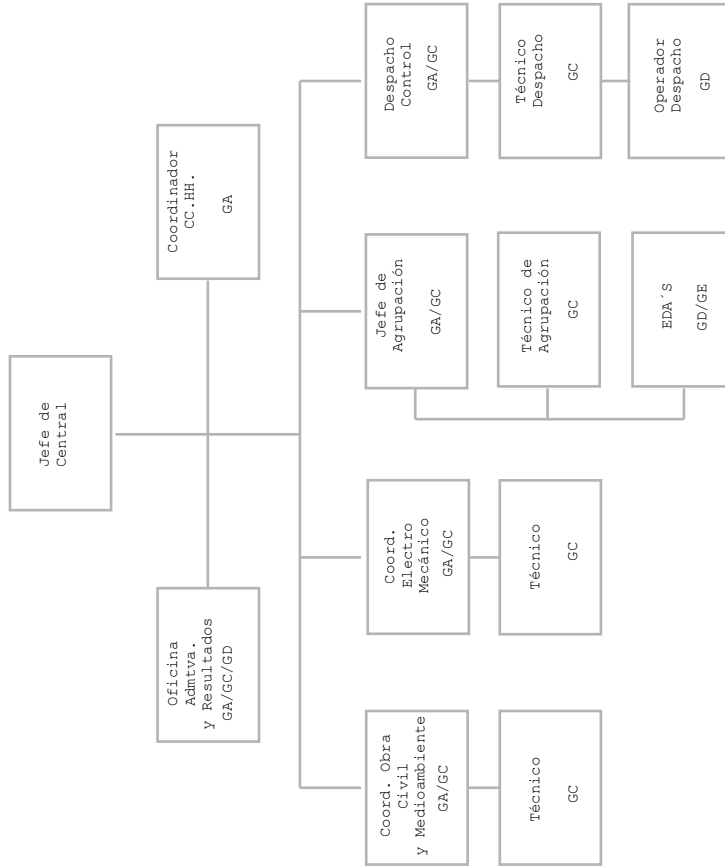 Jefe de
Central
Oficina
Admtva.
y Resultados
GA/GC/GD
Coordinador
CC.HH.
GA
Coord. Obra
Civil
y Medioambiente
GA/GC
Coord.
Electro
Mecánico
GA/GC
Jefe de
Agrupación
GA/GC
Despacho
Control
GA/GC
Técnico
GC
Técnico
GC
Técnico de
Agrupación
GC
Técnico
Despacho
GC
EDA´S
GD/GE
Operador
Despacho
GD